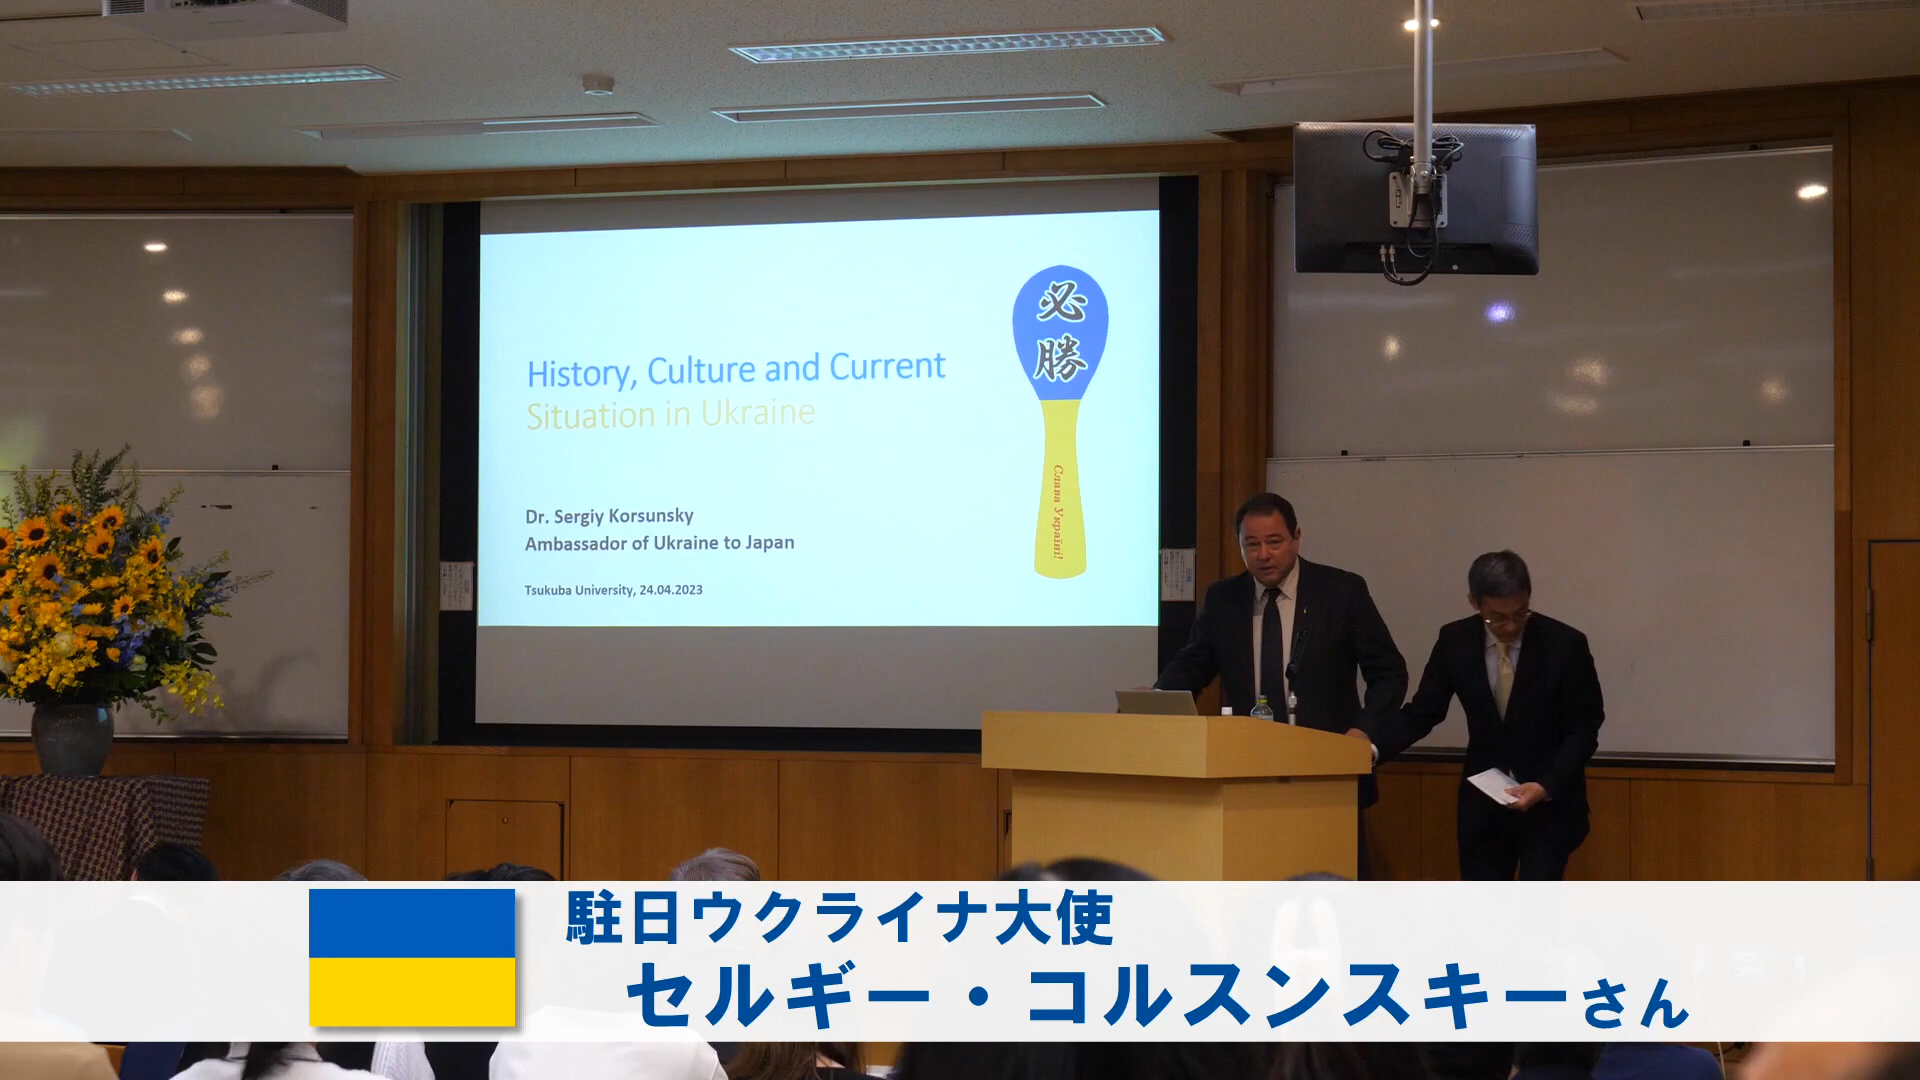 必
勝
History, Culture and Current
Situation in Ukraine
Слава Україні!
Dr. Sergiy Korsunsky
Ambassador of Ukraine to Japan
Tsukuba University, 24.04.2023
駐日ウクライナ大使
セルギー・コルスンスキーさん